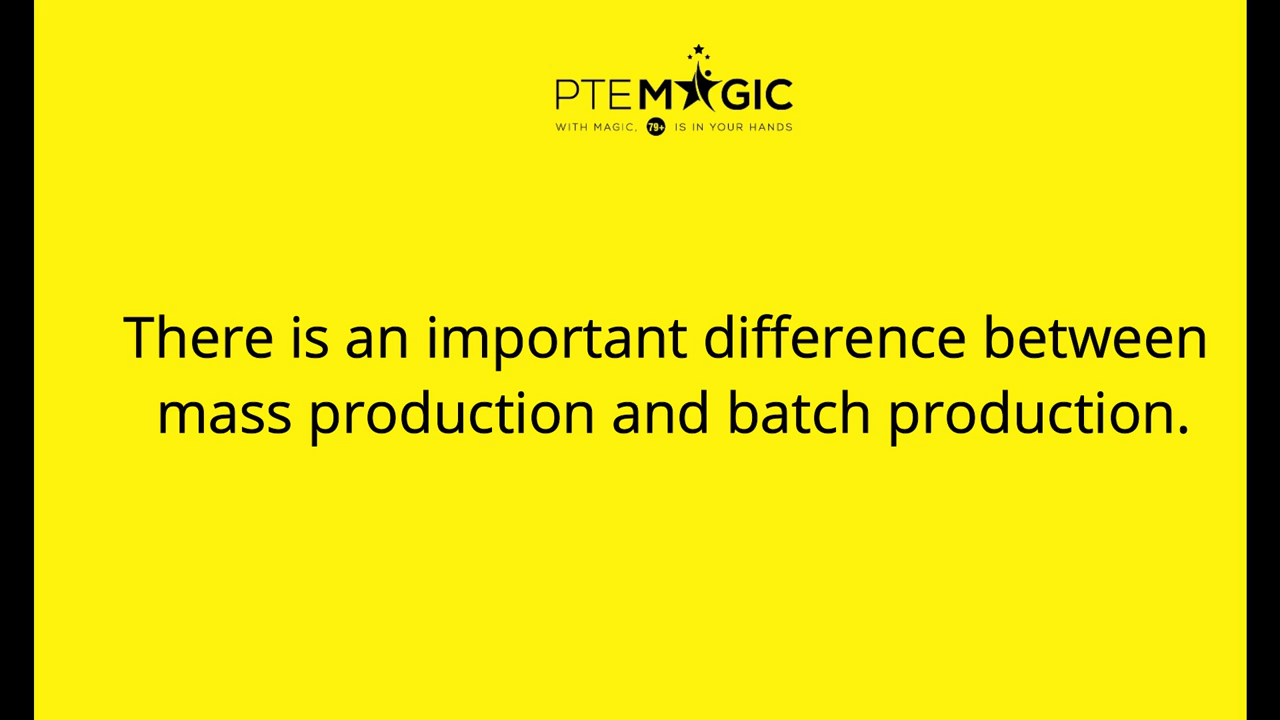 PTEMAGIC
WITH MAGIC, 79+ IS IN YOUR HANDS
There is an important difference between
mass production and batch production.